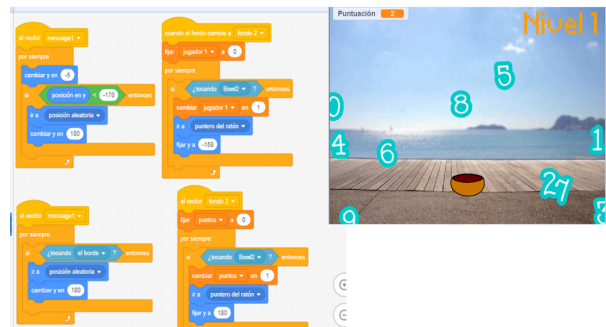 al recibir message1
por siempre
cambiar y en -5
si posición en y < -170 entonces
ir a posición aleatoria
cambiar y en 180
cuando el fondo cambie a fondo 2
fijar jugador 1 a 0
por siempre
si ¿tocando Bowl2 ? entonces
cambiar jugador 1 en 1
ir a puntero del ratón
fijar y a -159
al recibir message1
por siempre
si ¿tocando el borde ? entonces
ir a posición aleatoria
cambiar y en 180
al recibir fondo 2
fijar puntos a 0
por siempre
si ¿tocando Bowl2 ? entonces
cambiar puntos en 1
ir a puntero del ratón
fijar y a 180
Puntuación 2
Nivel 1
5
0
8
4
6
1
27
9